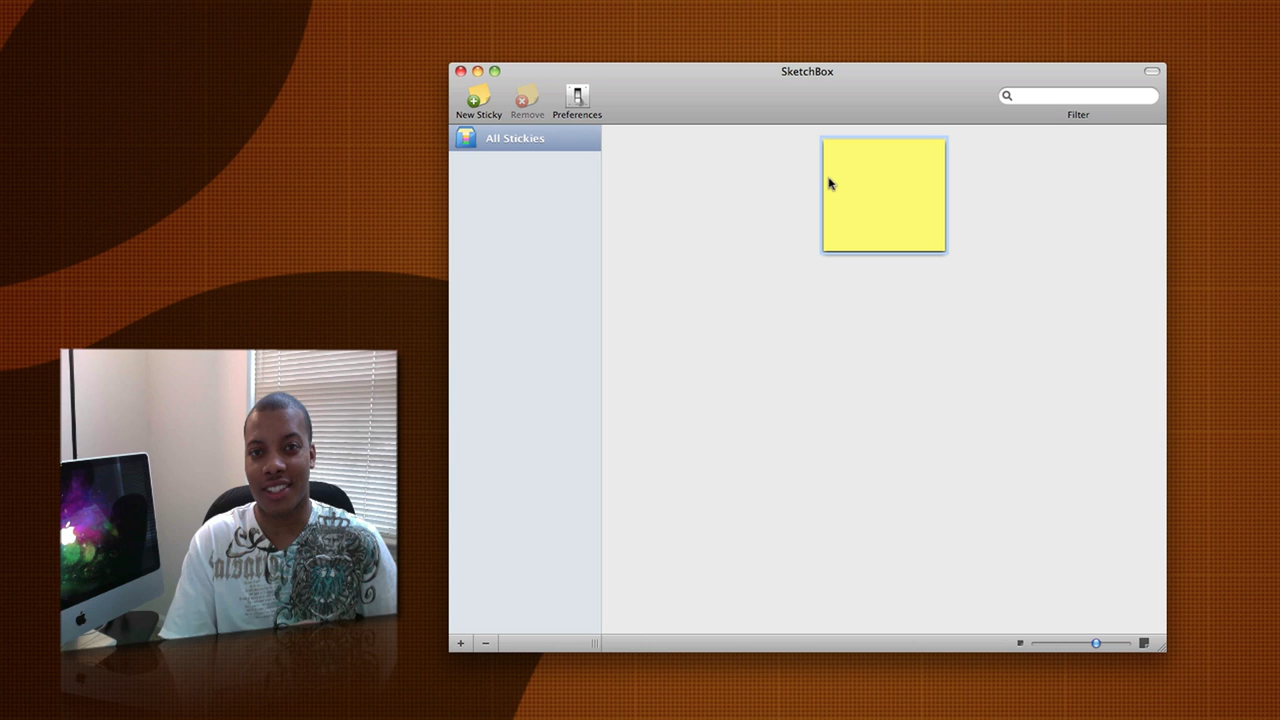 SketchBox
New Sticky
Remove
Preferences
Filter
All Stickies